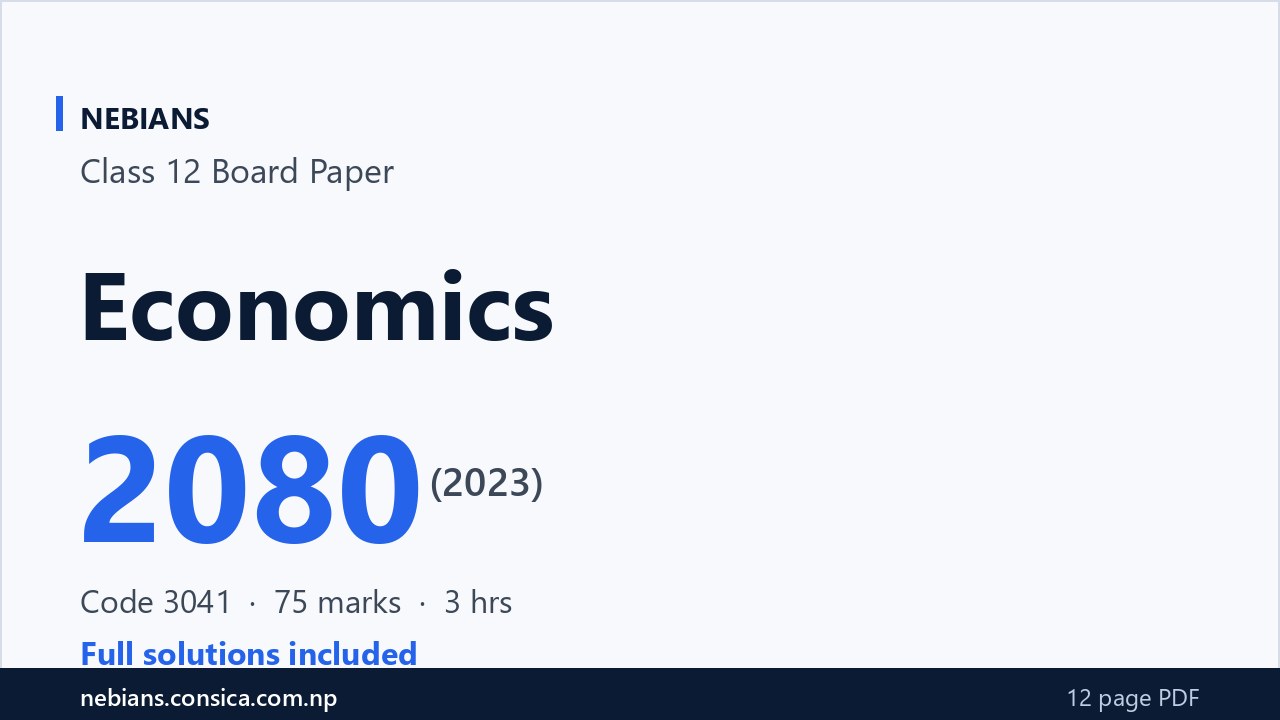 NEBIANS
Class 12 Board Paper
Economics
2080 (2023)
Code 3041 · 75 marks · 3 hrs
Full solutions included
nebians.consica.com.np
12 page PDF